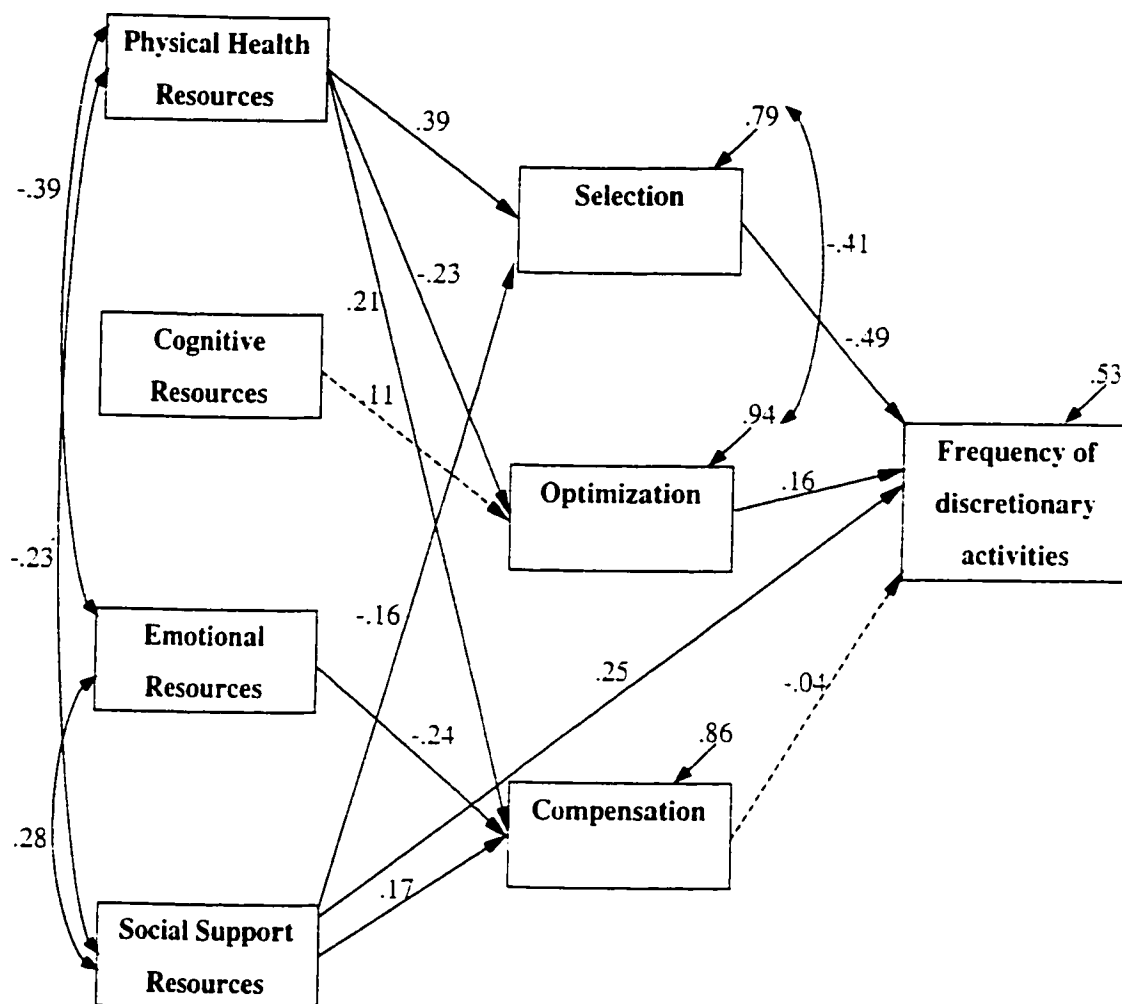 Physical Health
Resources
.39
.79
-.39
Selection
-.41
-.23
.21
Cognitive
Resources
-.49
.11
.53
.94
Frequency of
discretionary
activities
Optimization
.16
-.23
Emotional
Resources
-.16
.25
-.04
-.24
.86
Compensation
.28
.17
Social Support
Resources